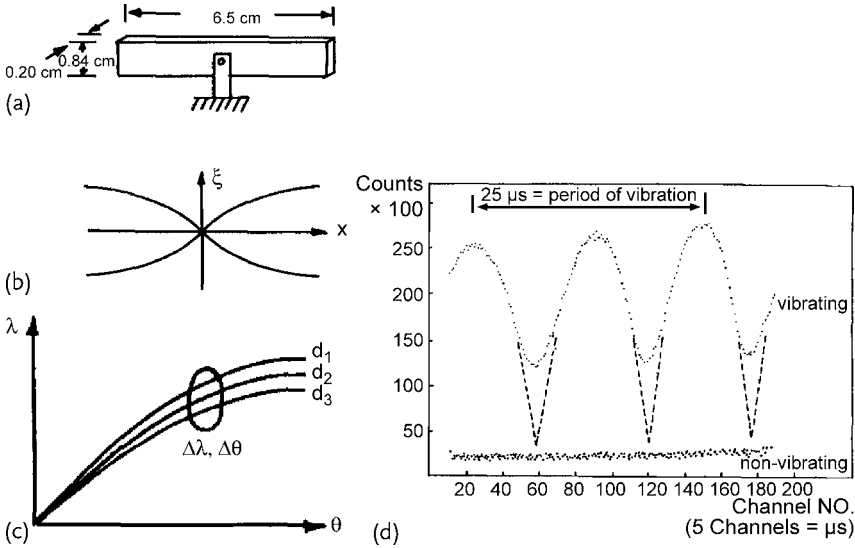 6.5 cm
0.84 cm
0.20 cm
(a)
ξ
x
(b)
λ
d1
d2
d3
Δλ, Δθ
θ
(c)
Counts
× 100
25 µs = period of vibration
250
200
150
100
50
vibrating
non-vibrating
20 40 60 80 100 120 140 160 180 200
Channel NO.
(5 Channels = µs)
(d)